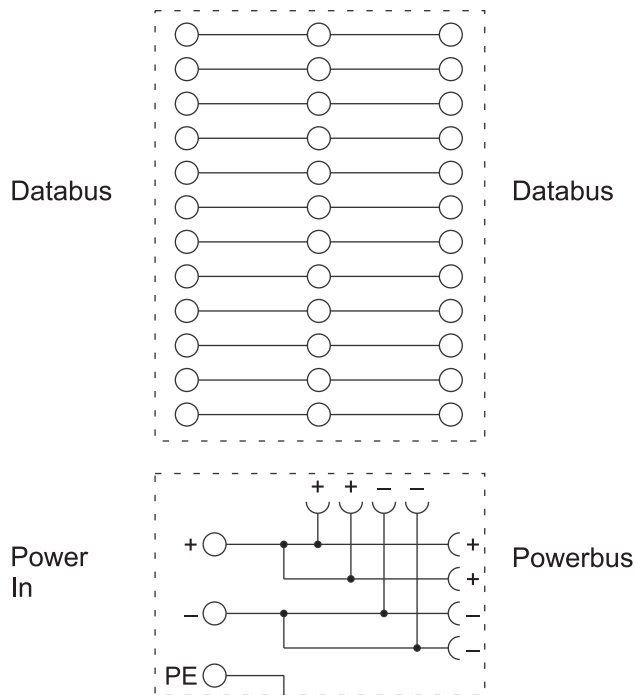 Databus
Databus
+ + – –
+
+
Power
In
Powerbus
+
–
–
–
PE